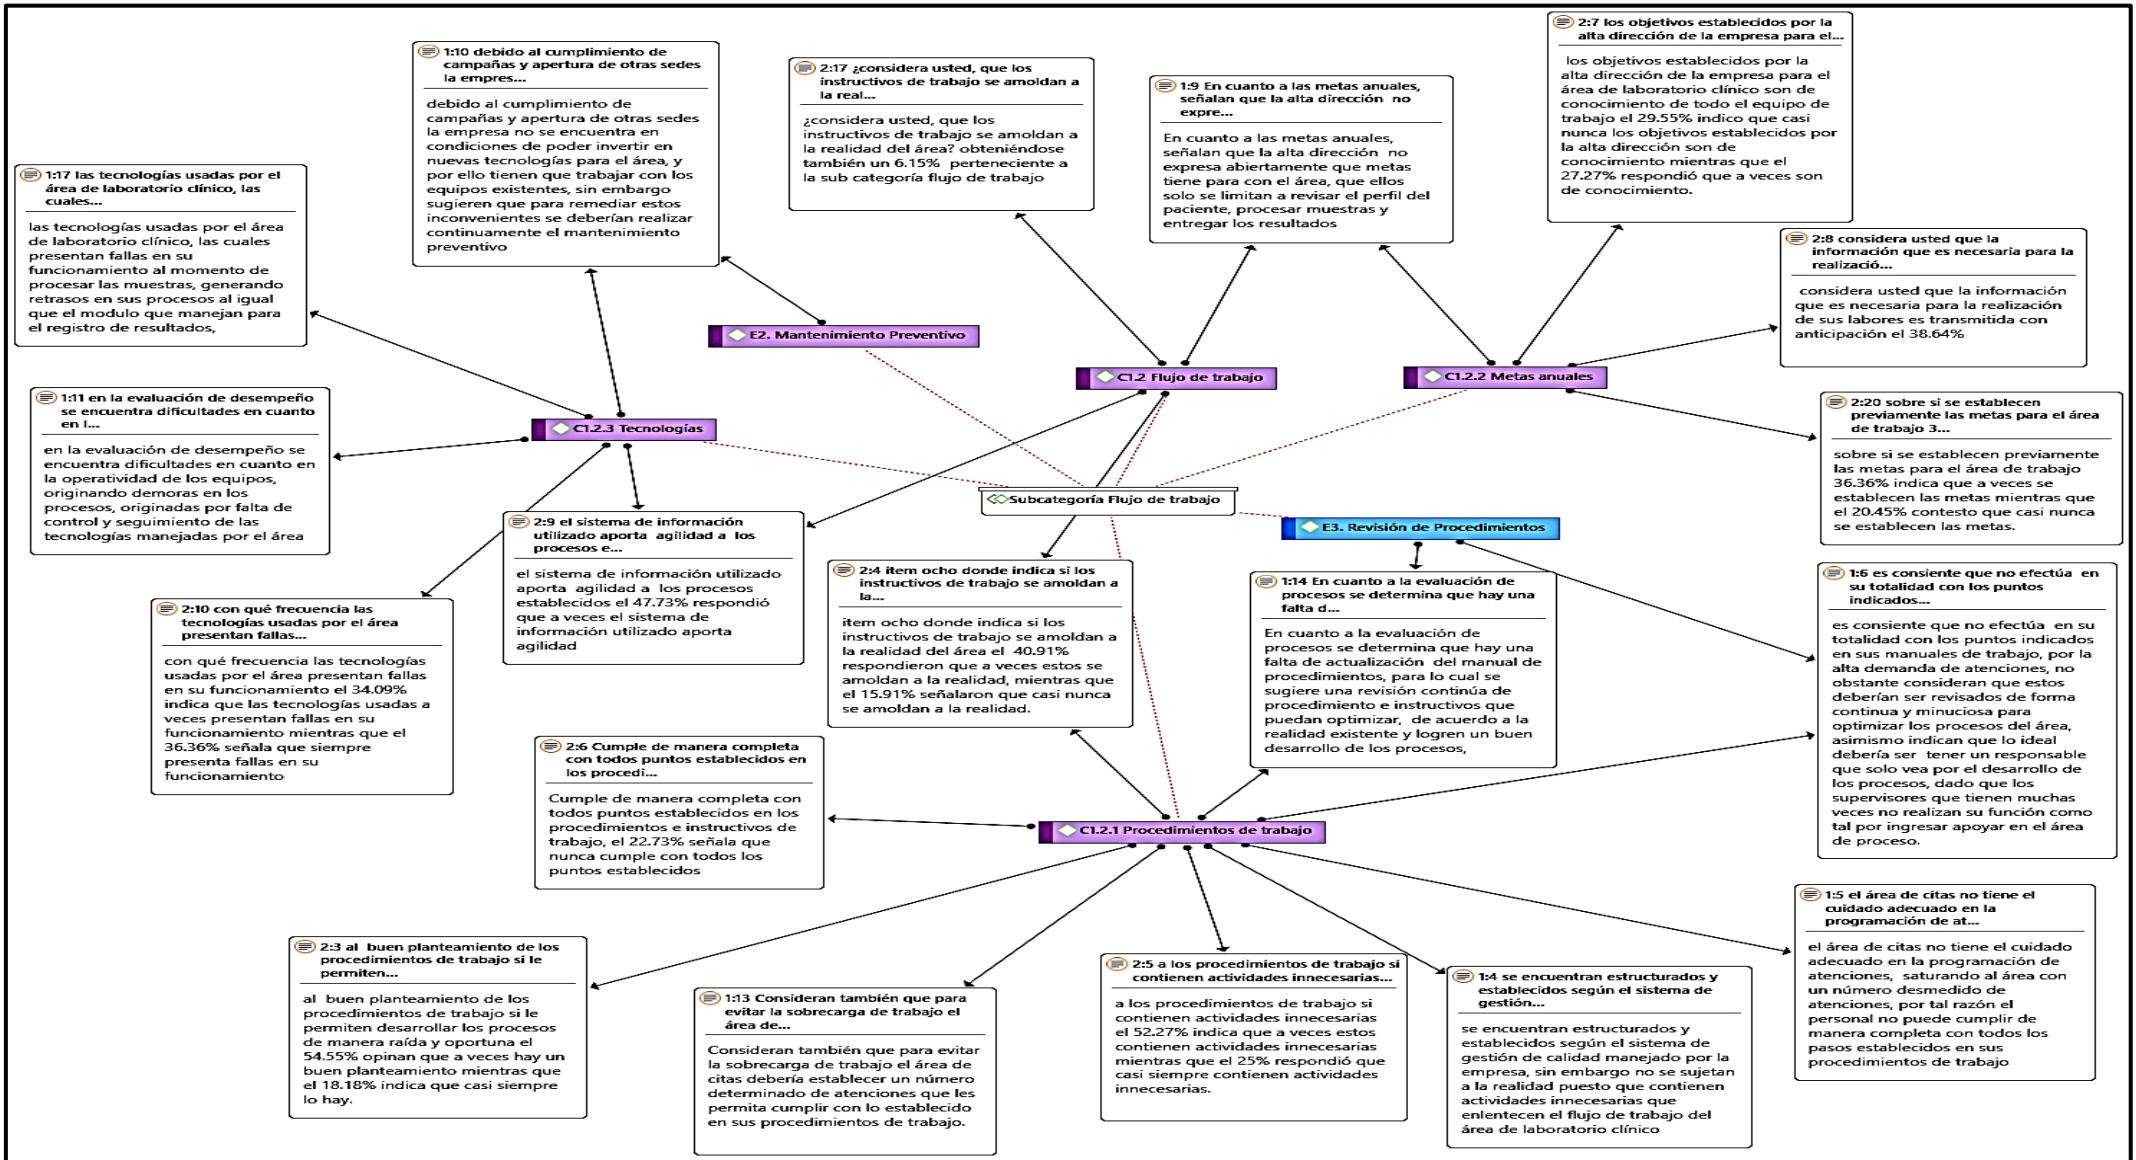 2:7 los objetivos establecidos por la
alta dirección de la empresa para el...
los objetivos establecidos por la
alta dirección de la empresa para el
área de laboratorio clínico son de
conocimiento de todo el equipo de
trabajo el 29.55% indico que casi
nunca los objetivos establecidos por
la alta dirección son de
conocimiento mientras que el
27.27% respondió que a veces son
de conocimiento.
1:10 debido al cumplimiento de
campañas y apertura de otras sedes
la empres...
debido al cumplimiento de
campañas y apertura de otras sedes
la empresa no se encuentra en
condiciones de poder invertir en
nuevas tecnologías para el área, y
por ello tienen que trabajar con los
equipos existentes, sin embargo
sugieren que para remediar estos
inconvenientes se deberían realizar
continuamente el mantenimiento
preventivo
2:17 ¿considera usted, que los
instructivos de trabajo se amoldan a
la real...
¿considera usted, que los
instructivos de trabajo se amoldan a
la realidad del área? obteniéndose
también un 6.15% perteneciente a
la sub categoría flujo de trabajo
1:9 En cuanto a las metas anuales,
señalan que la alta dirección no
expre...
En cuanto a las metas anuales,
señalan que la alta dirección no
expresa abiertamente que metas
tiene para con el área, que ellos
solo se limitan a revisar el perfil del
paciente, procesar muestras y
entregar los resultados
1:17 las tecnologías usadas por el
área de laboratorio clínico, las
cuales...
las tecnologías usadas por el área
de laboratorio clínico, las cuales
presentan fallas en su
funcionamiento al momento de
procesar las muestras, generando
retrasos en sus procesos al igual
que el modulo que manejan para
el registro de resultados,
2:8 considera usted que la
información que es necesaria para la
realizació...
considera usted que la información
que es necesaria para la realización
de sus labores es transmitida con
anticipación el 38.64%
E2. Mantenimiento Preventivo
C1.2 Flujo de trabajo
C1.2.2 Metas anuales
1:11 en la evaluación de desempeño
se encuentra dificultades en cuanto
en l...
en la evaluación de desempeño se
encuentra dificultades en cuanto en
la operatividad de los equipos,
originando demoras en los
procesos, originadas por falta de
control y seguimiento de las
tecnologías manejadas por el área
C1.2.3 Tecnologías
2:20 sobre si se establecen
previamente las metas para el área
de trabajo 3...
sobre si se establecen previamente
las metas para el área de trabajo
36.36% indica que a veces se
establecen las metas mientras que
el 20.45% contesto que casi nunca
se establecen las metas.
Subcategoría Flujo de trabajo
E3. Revisión de Procedimientos
2:9 el sistema de información
utilizado aporta agilidad a los
procesos e...
el sistema de información utilizado
aporta agilidad a los procesos
establecidos el 47.73% respondió
que a veces el sistema de
información utilizado aporta
agilidad
2:4 item ocho donde indica si los
instructivos de trabajo se amoldan a
la...
item ocho donde indica si los
instructivos de trabajo se amoldan a
la realidad del área el 40.91%
respondieron que a veces estos se
amoldan a la realidad, mientras que
el 15.91% señalaron que casi nunca
se amoldan a la realidad.
1:14 En cuanto a la evaluación de
procesos se determina que hay una
falta d...
En cuanto a la evaluación de
procesos se determina que hay una
falta de actualización del manual de
procedimientos, para lo cual se
sugiere una revisión continúa de
procedimiento e instructivos que
puedan optimizar, de acuerdo a la
realidad existente y logren un buen
desarrollo de los procesos,
1:6 es consiente que no efectúa en
su totalidad con los puntos
indicados...
es consiente que no efectúa en su
totalidad con los puntos indicados
en sus manuales de trabajo, por la
alta demanda de atenciones, no
obstante consideran que estos
deberían ser revisados de forma
continua y minuciosa para
optimizar los procesos del área,
asimismo indican que lo ideal
debería ser tener un responsable
que solo vea por el desarrollo de
los procesos, dado que los
supervisores que tienen muchas
veces no realizan su función como
tal por ingresar apoyar en el área
de proceso.
2:10 con qué frecuencia las
tecnologías usadas por el área
presentan fallas...
con qué frecuencia las tecnologías
usadas por el área presentan fallas
en su funcionamiento el 34.09%
indica que las tecnologías usadas a
veces presentan fallas en su
funcionamiento mientras que el
36.36% señala que siempre
presenta fallas en su
funcionamiento
2:6 Cumple de manera completa
con todos puntos establecidos en
los procedi...
Cumple de manera completa con
todos puntos establecidos en los
procedimientos e instructivos de
trabajo, el 22.73% señala que
nunca cumple con todos los
puntos establecidos
C1.2.1 Procedimientos de trabajo
1:5 el área de citas no tiene el
cuidado adecuado en la
programación de at...
el área de citas no tiene el cuidado
adecuado en la programación de
atenciones, saturando al área con
un número desmedido de
atenciones, por tal razón el
personal no puede cumplir de
manera completa con todos los
pasos establecidos en sus
procedimientos de trabajo
2:3 al buen planteamiento de los
procedimientos de trabajo si le
permiten...
al buen planteamiento de los
procedimientos de trabajo si le
permiten desarrollar los procesos
de manera raída y oportuna el
54.55% opinan que a veces hay un
buen planteamiento mientras que
el 18.18% indica que casi siempre
lo hay.
1:13 Consideran también que para
evitar la sobrecarga de trabajo el
área de...
Consideran también que para evitar
la sobrecarga de trabajo el área de
citas debería establecer un número
determinado de atenciones que les
permita cumplir con lo establecido
en sus procedimientos de trabajo.
2:5 a los procedimientos de trabajo si
contienen actividades innecesarias...
a los procedimientos de trabajo si
contienen actividades innecesarias
el 52.27% indica que a veces estos
contienen actividades innecesarias
mientras que el 25% respondió que
casi siempre contienen actividades
innecesarias.
1:4 se encuentran estructurados y
establecidos según el sistema de
gestión...
se encuentran estructurados y
establecidos según el sistema de
gestión de calidad manejado por la
empresa, sin embargo no se sujetan
a la realidad puesto que contienen
actividades innecesarias que
enlentecen el flujo de trabajo del
área de laboratorio clínico